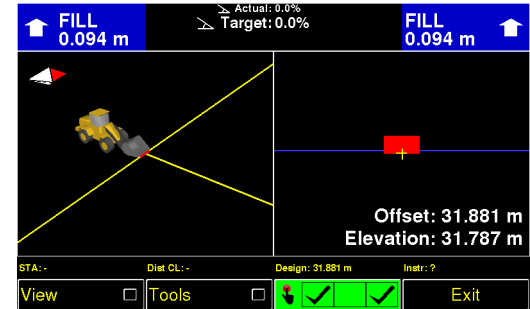 FILL
0.094 m
Actual: 0.0%
Target: 0.0%
FILL
0.094 m
Offset: 31.881 m
Elevation: 31.787 m
STA: -
Dist CL: -
Design: 31.881 m
Instr: ?
View
Tools
Exit